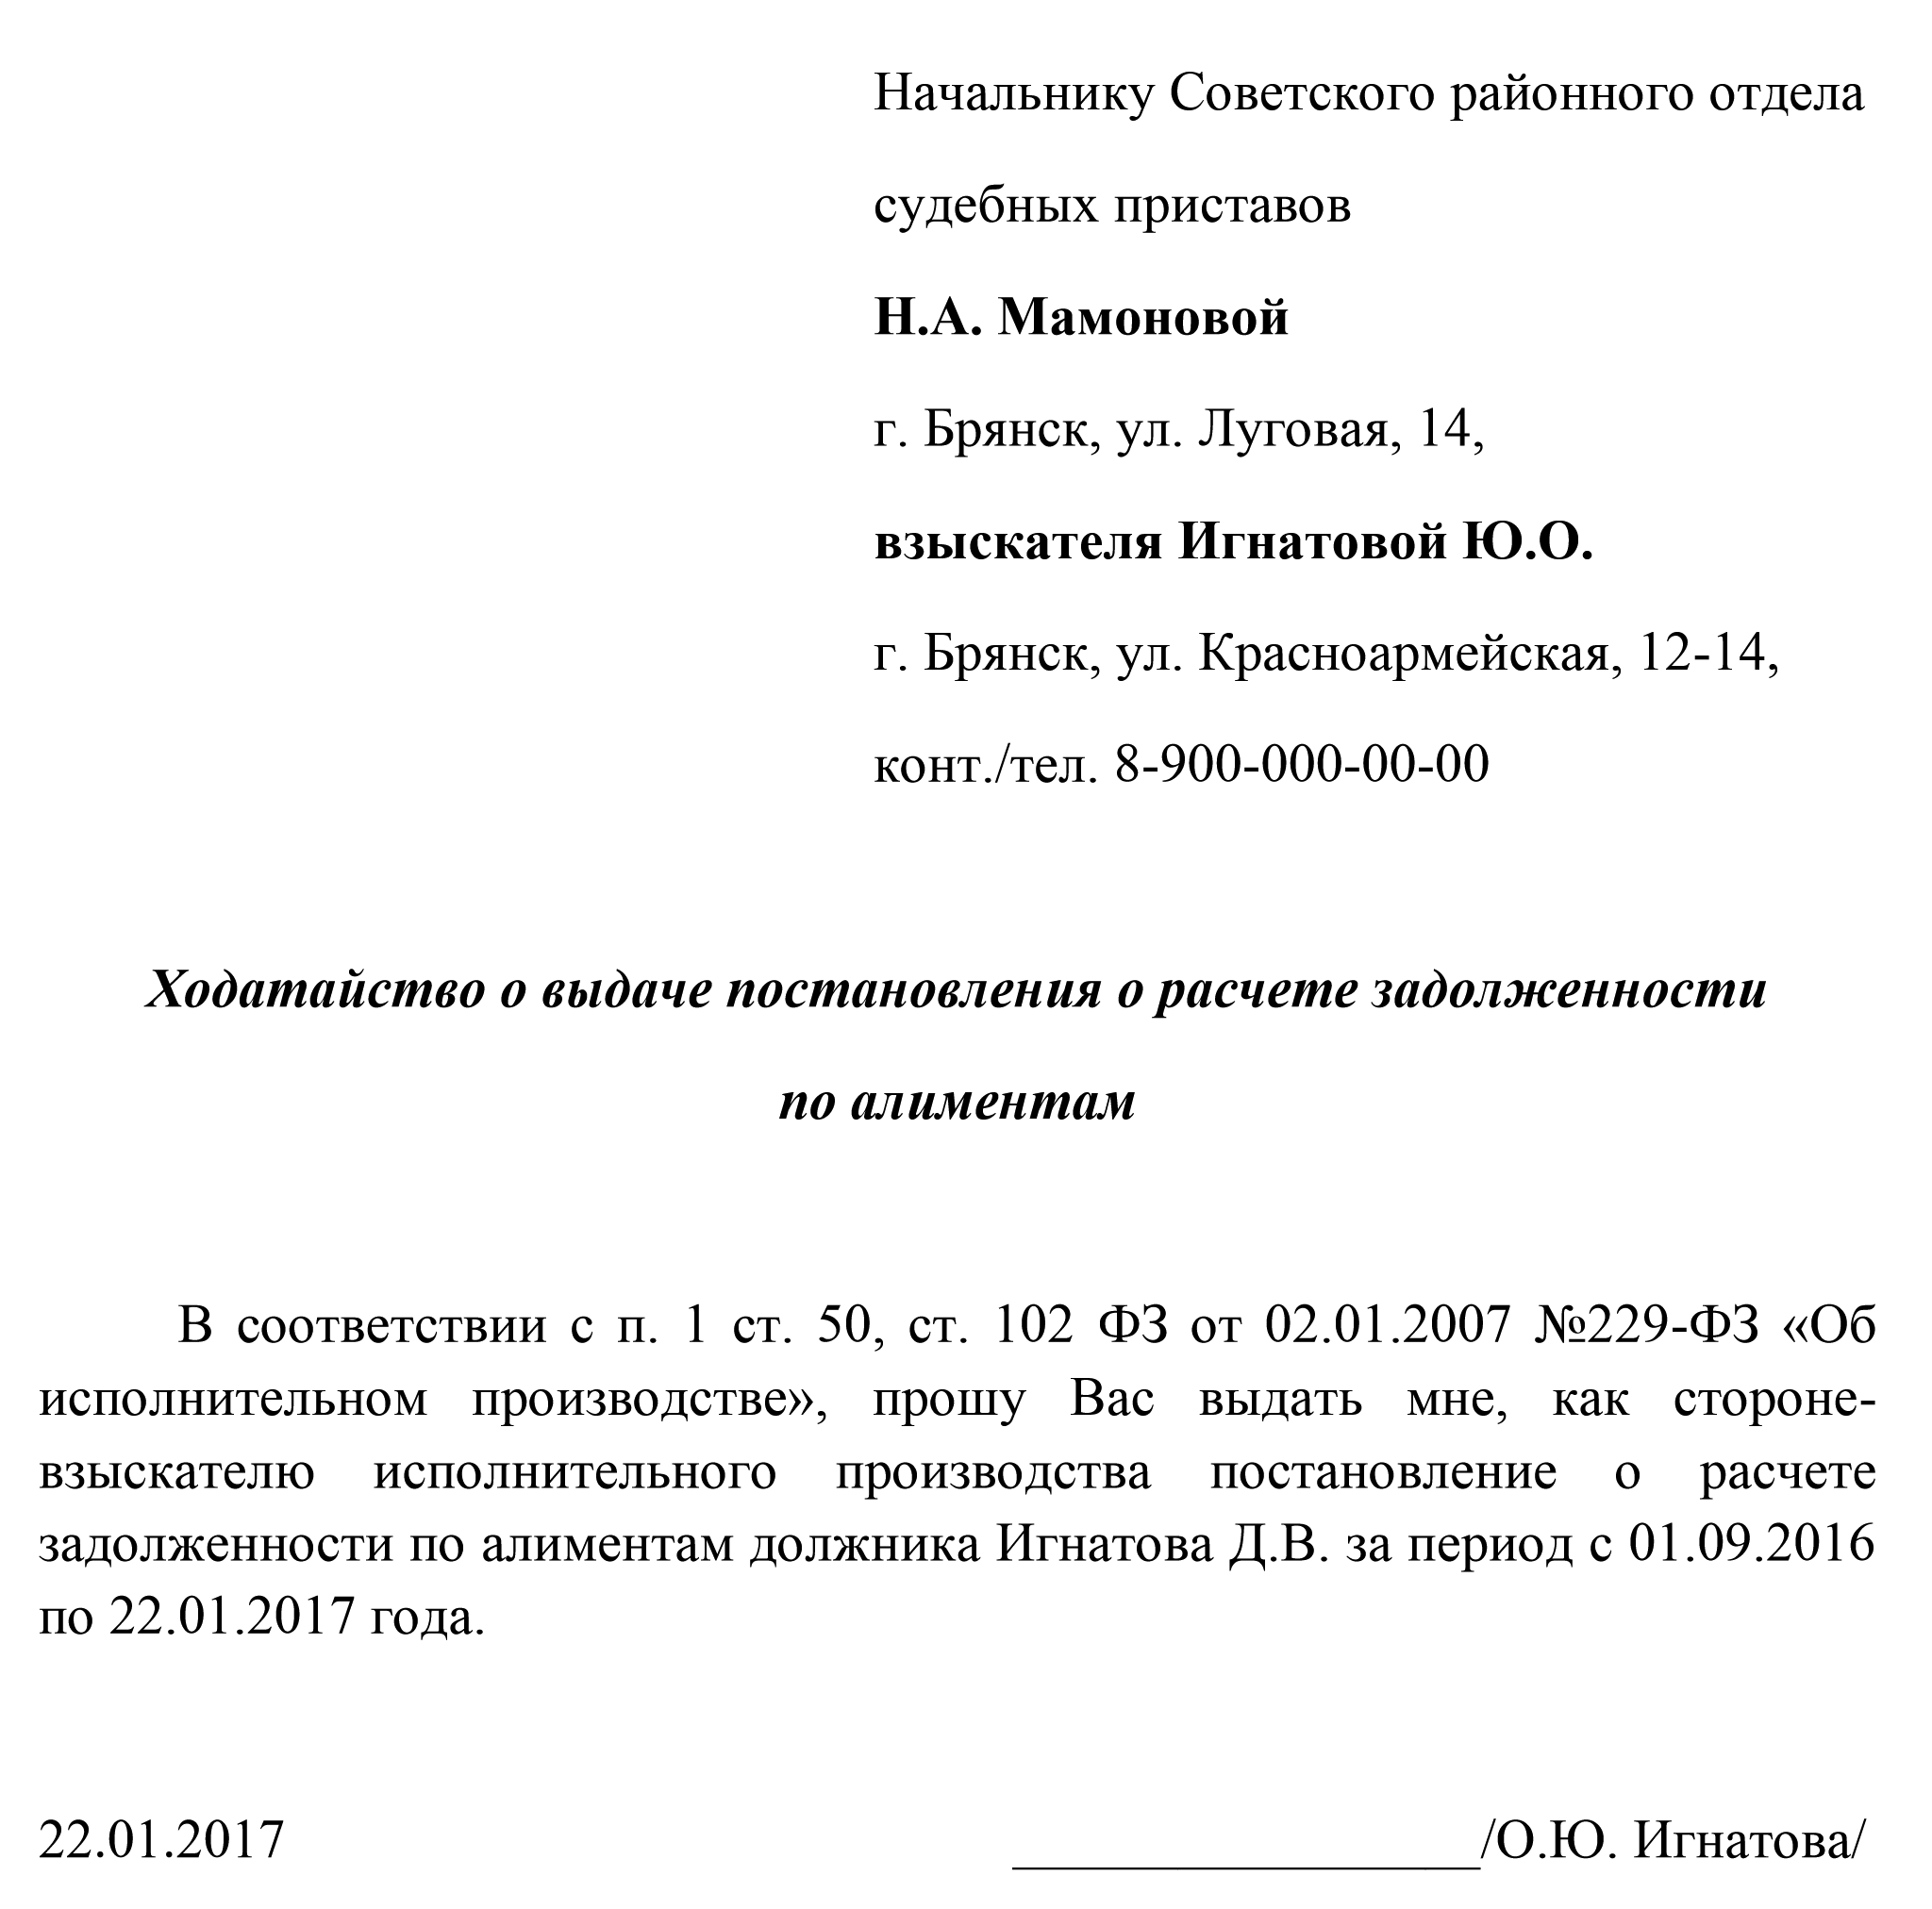 Начальнику Советского районного отдела
судебных приставов
Н.А. Мамоновой
г. Брянск, ул. Луговая, 14,
взыскателя Игнатовой Ю.О.
г. Брянск, ул. Красноармейская, 12-14,
конт./тел. 8-900-000-00-00
Ходатайство о выдаче постановления о расчете задолженности
по алиментам
В соответствии с п. 1 ст. 50, ст. 102 ФЗ от 02.01.2007 №229-ФЗ «Об
исполнительном производстве», прошу Вас выдать мне, как стороне-
взыскателю исполнительного производства постановление о расчете
задолженности по алиментам должника Игнатова Д.В. за период с 01.09.2016
по 22.01.2017 года.
22.01.2017 _________________/О.Ю. Игнатова/